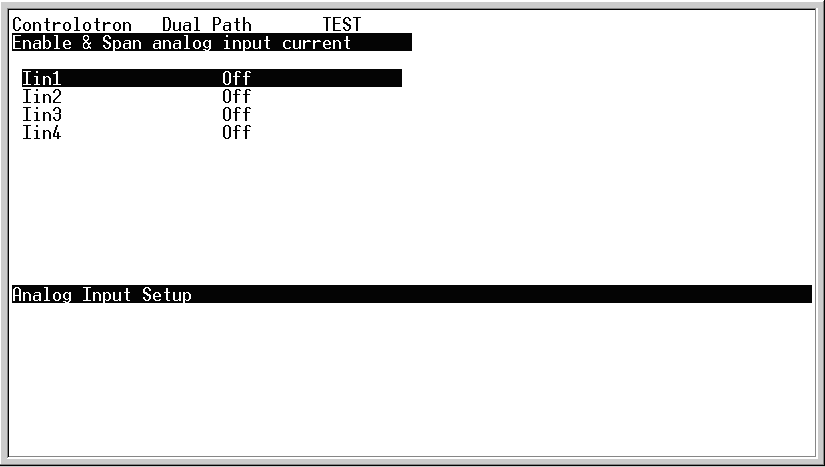 Controlotron   Dual Path       TEST
Enable & Span analog input current
Iin1                Off
Iin2                Off
Iin3                Off
Iin4                Off
Analog Input Setup